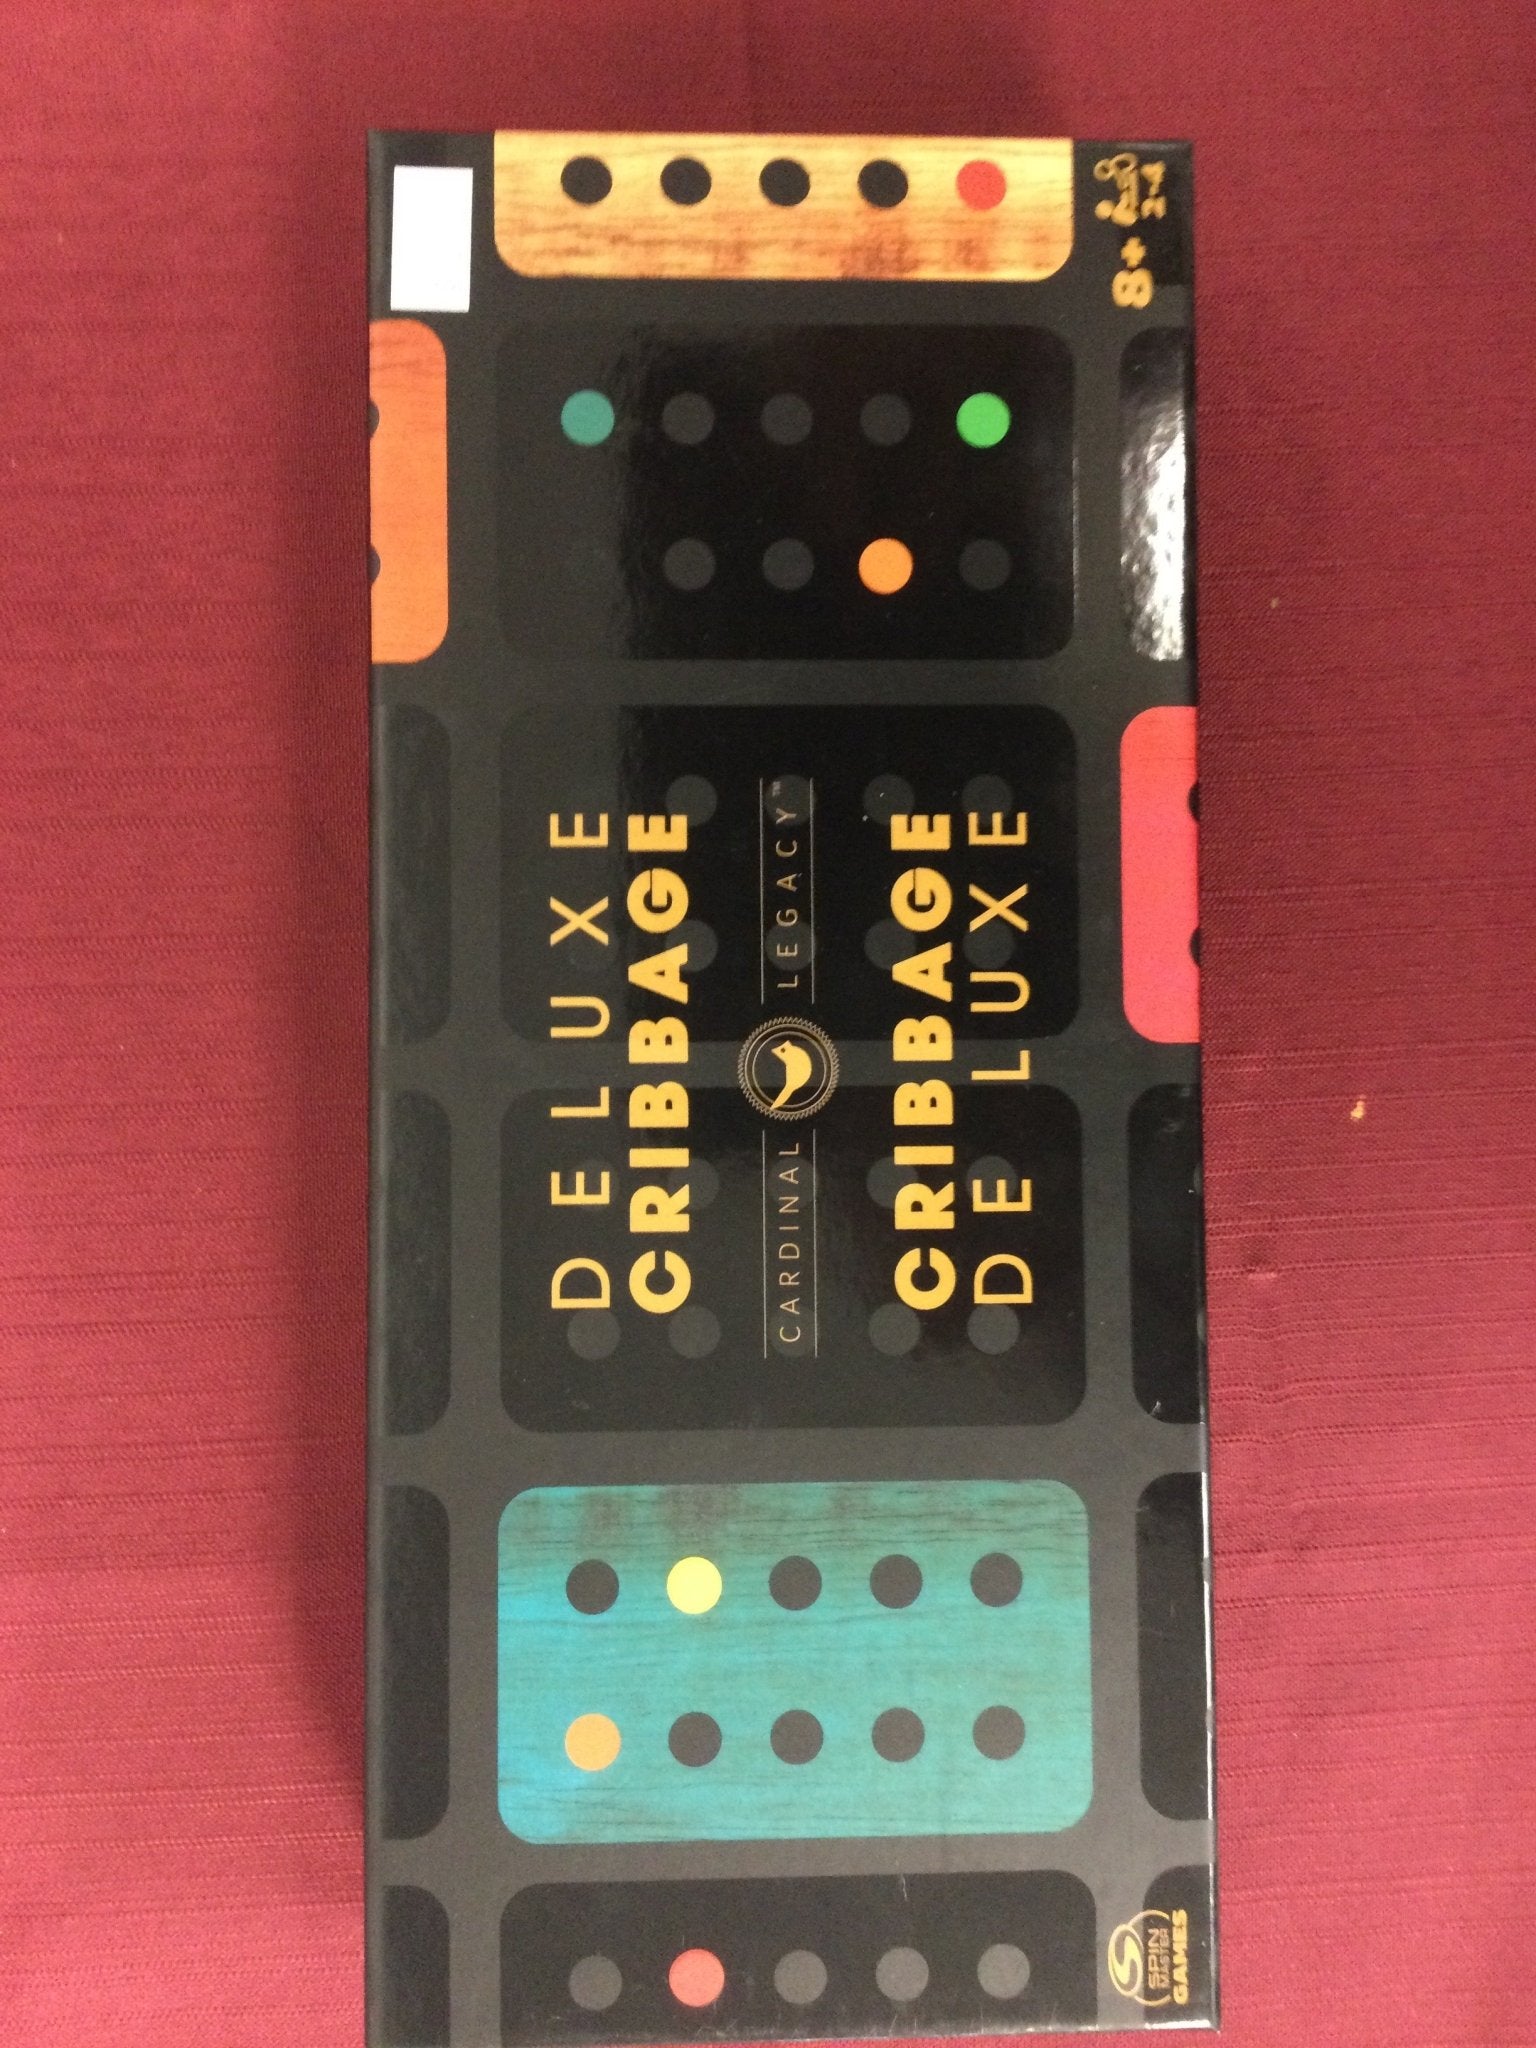 DELUXE
CRIBBAGE
CARDINAL LEGACY™
CRIBBAGE
DELUXE
8+
2-4
SPIN
MASTER
GAMES